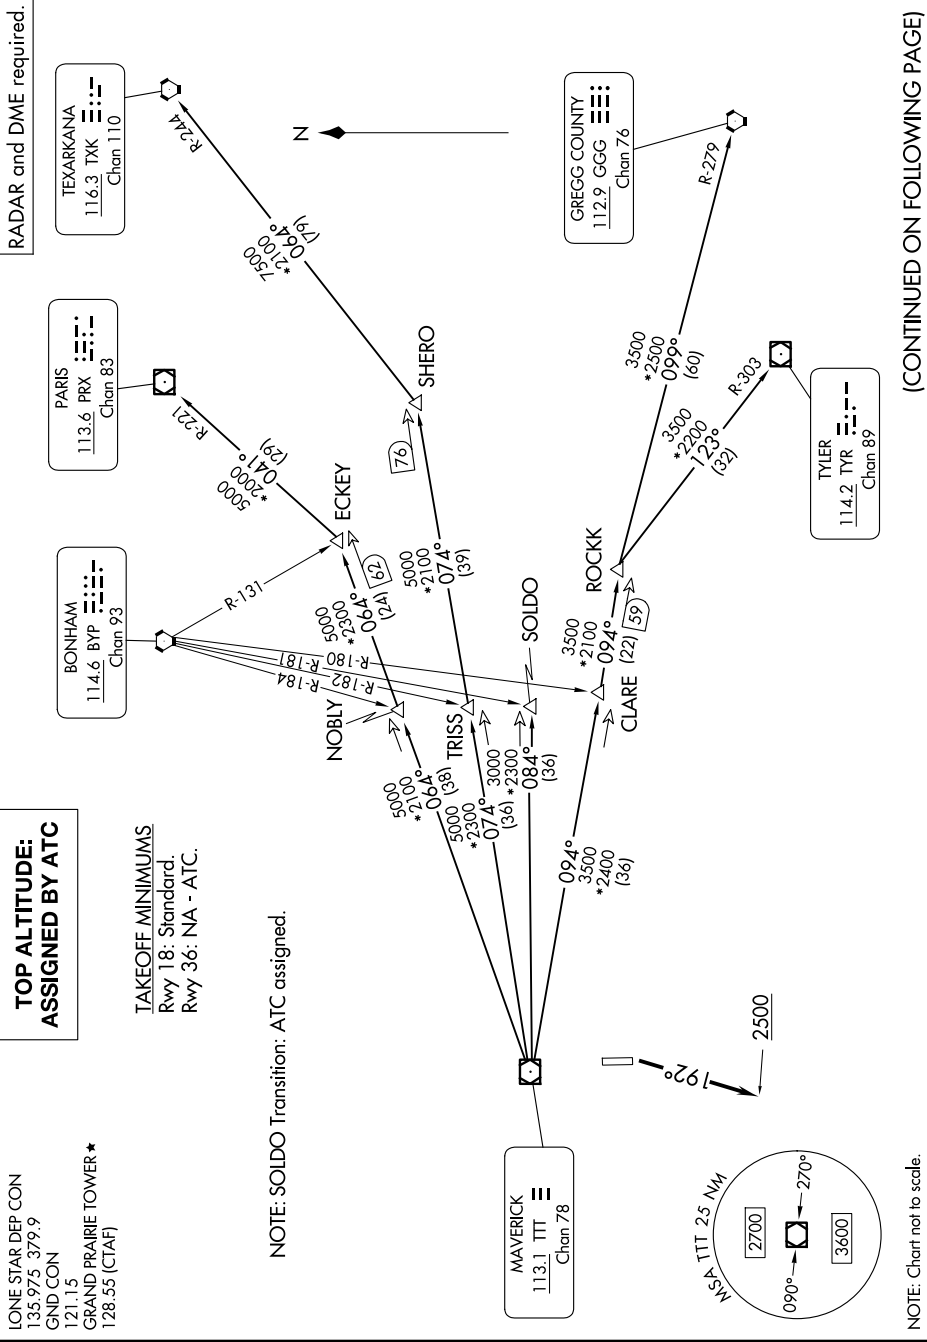 LONE STAR DEP CON
135.975 379.9
GND CON
121.15
GRAND PRAIRIE TOWER ★
128.55 (CTAF)
TOP ALTITUDE:
ASSIGNED BY ATC
RADAR and DME required.
TAKEOFF MINIMUMS
Rwy 18: Standard.
Rwy 36: NA - ATC.
NOTE: SOLDO Transition: ATC assigned.
BONHAM
114.6 BYP
Chan 93
PARIS
113.6 PRX
Chan 83
TEXARKANA
116.3 TXK
Chan 110
R-244
R-221
R-131
R-184
R-181
R-182
R-180
N
7500
*2100
064°
(79)
5000
*2000
041°
(29)
ECKEY
SHERO
NOBLY
5000
*2300
064°
(24)
62
76
5000
*2100
064°
(38)
TRISS
5000
*2100
074°
(39)
5000
*2300
074°
(36)
SOLDO
3000
*2300
084°
(36)
094°
3500
*2400
(36)
CLARE
3500
*2100
094°
(22)
59
ROCKK
3500
*2500
099°
(60)
R-279
3500
*2200
123°
(32)
R-303
GREGG COUNTY
112.9 GGG
Chan 76
TYLER
114.2 TYR
Chan 89
MAVERICK
113.1 TTT
Chan 78
192°
2500
MSA TTT 25 NM
2700
090°
270°
3600
NOTE: Chart not to scale.
(CONTINUED ON FOLLOWING PAGE)